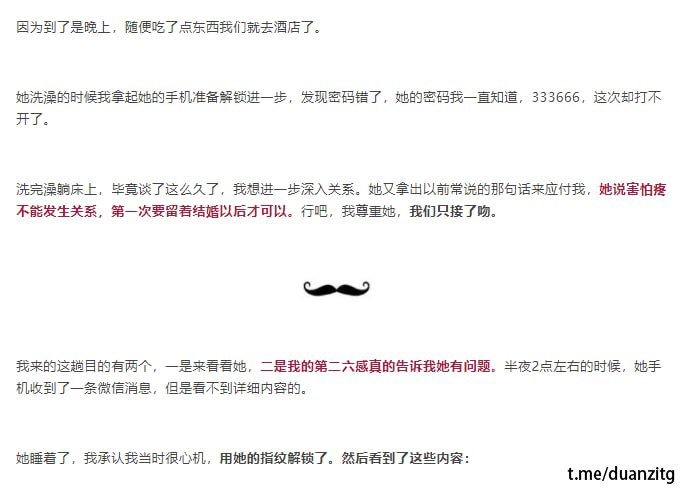 因为到了是晚上，随便吃了点东西我们就去酒店了。
她洗澡的时候我拿起她的手机准备解锁进一步，发现密码错了，她的密码我一直知道，333666，这次却打不
开了。
洗完澡躺床上，毕竟谈了这么久了，我想进一步深入关系。她又拿出以前常说的那句话来应付我，她说害怕疼
不能发生关系，第一次要留着结婚以后才可以。行吧，我尊重她，我们只接了吻。
我来的这趟目的有两个，一是来看看她，二是我的第二六感真的告诉我她有问题。半夜2点左右的时候，她手
机收到了一条微信消息，但是看不到详细内容的。
她睡着了，我承认我当时很心机，用她的指纹解锁了。然后看到了这些内容：
t.me/duanzitg